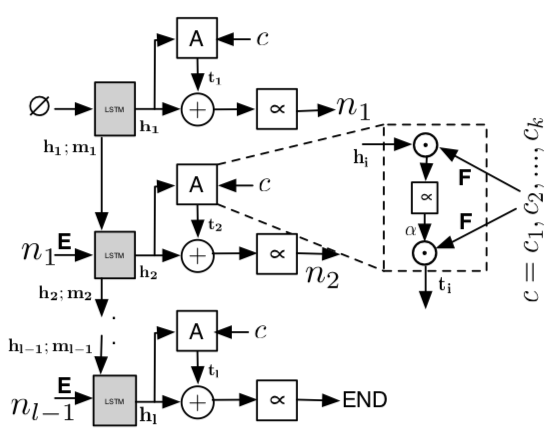 A
c
t₁
∅
LSTM
h₁
+
∝
n₁
h₁; m₁
A
c
t₂
n₁
E
LSTM
h₂
+
∝
n₂
h₂; m₂
hᵢ
F
∝
α
F
tᵢ
c = c₁, c₂, ..., cₖ
A
c
tₗ
hₗ₋₁; mₗ₋₁
E
nₗ₋₁
LSTM
hₗ
+
∝
END